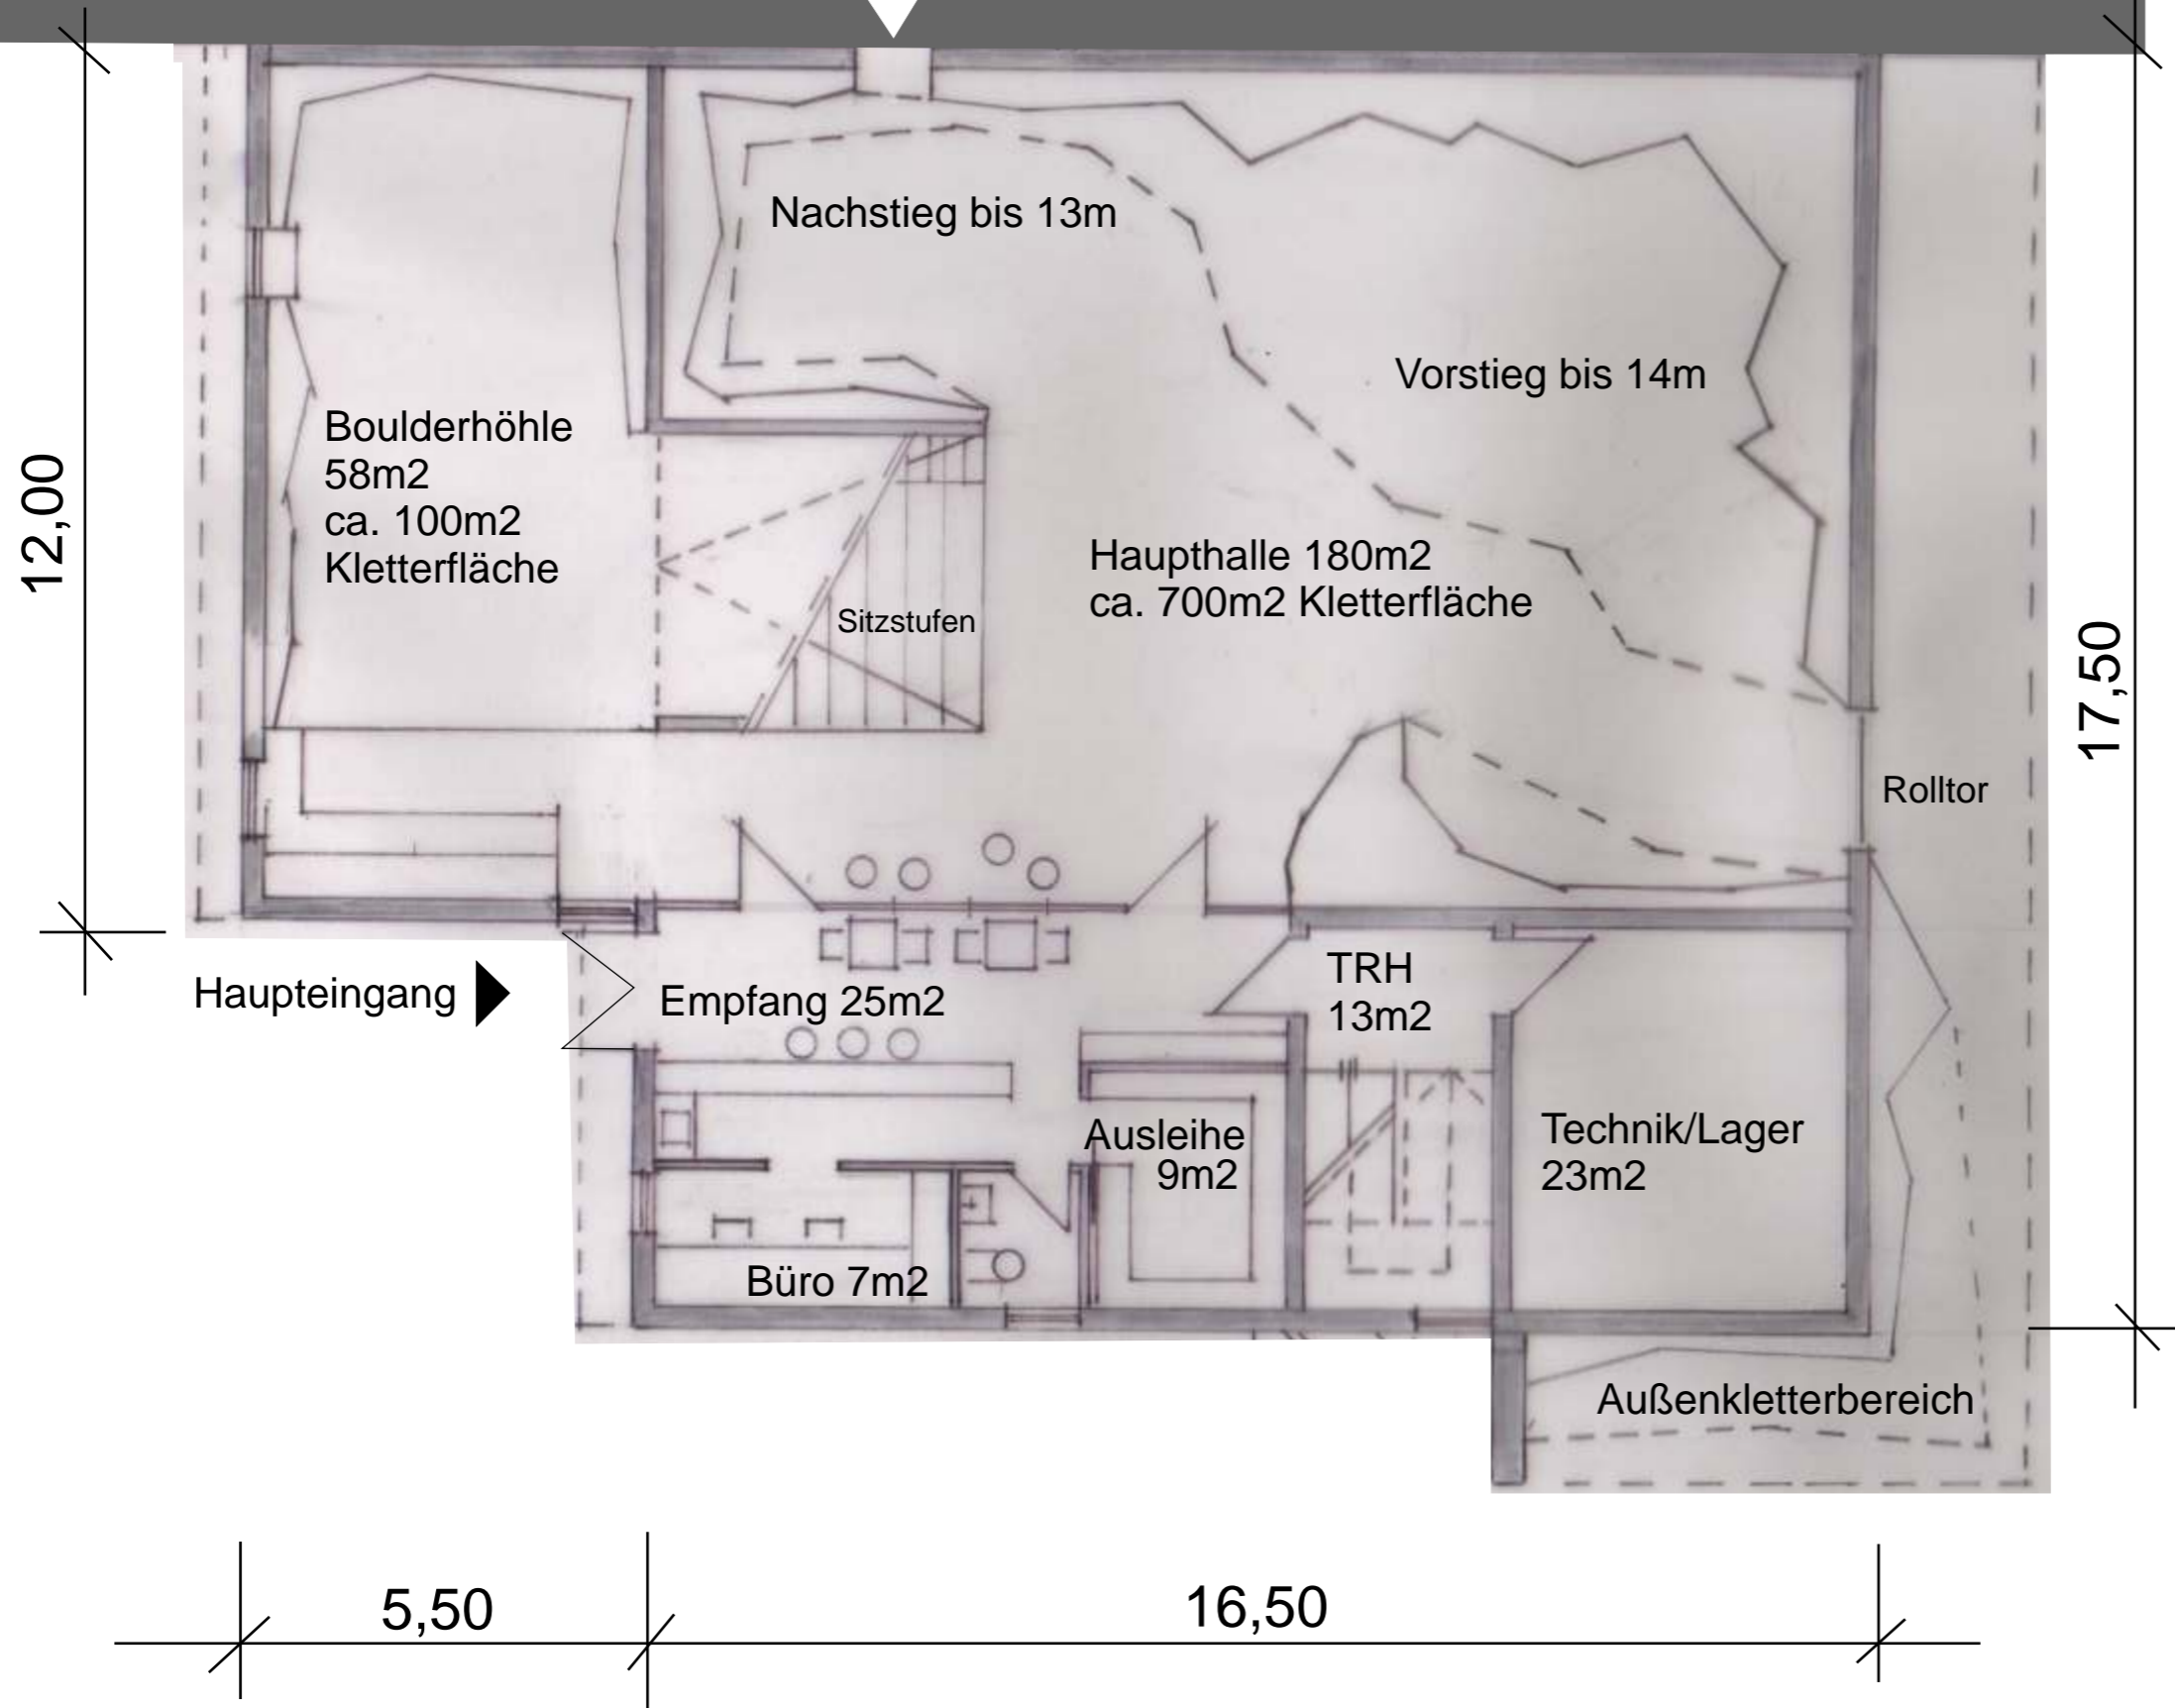 Nachstieg bis 13m
Vorstieg bis 14m
Boulderhöhle
58m2
ca. 100m2
Kletterfläche
12,00
Haupthalle 180m2
ca. 700m2 Kletterfläche
Sitzstufen
17,50
Rolltor
Haupteingang
Empfang 25m2
TRH
13m2
Ausleihe
9m2
Technik/Lager
23m2
Büro 7m2
Außenkletterbereich
5,50
16,50